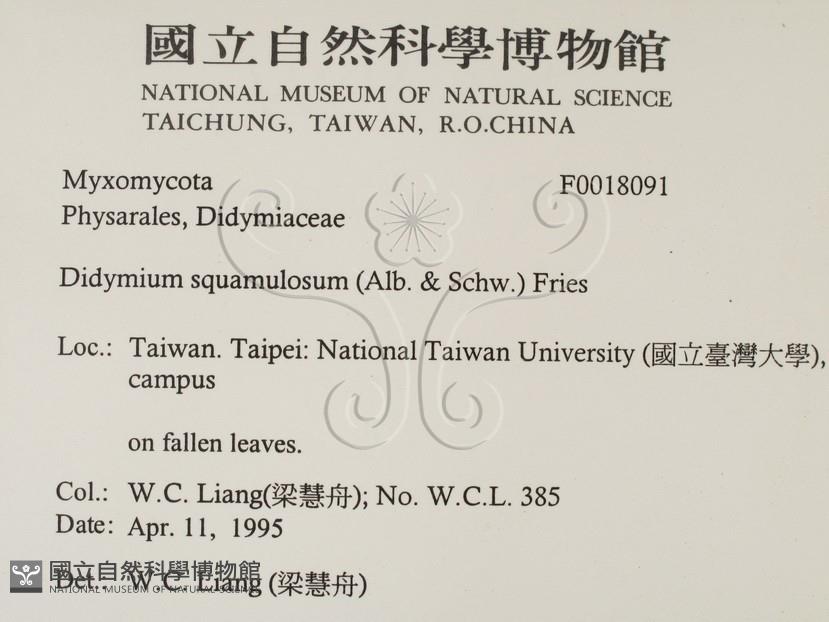 國立自然科學博物館
NATIONAL MUSEUM OF NATURAL SCIENCE
TAICHUNG, TAIWAN, R.O.CHINA
Myxomycota F0018091
Physarales, Didymiaceae
Didymium squamulosum (Alb. & Schw.) Fries
Loc.: Taiwan. Taipei: National Taiwan University (國立臺灣大學),
campus
on fallen leaves.
Col.: W.C. Liang(梁慧舟); No. W.C.L. 385
Date: Apr. 11, 1995
Det.: W.C. Liang (梁慧舟)
國立自然科學博物館
NATIONAL MUSEUM OF NATURAL SCIENCE